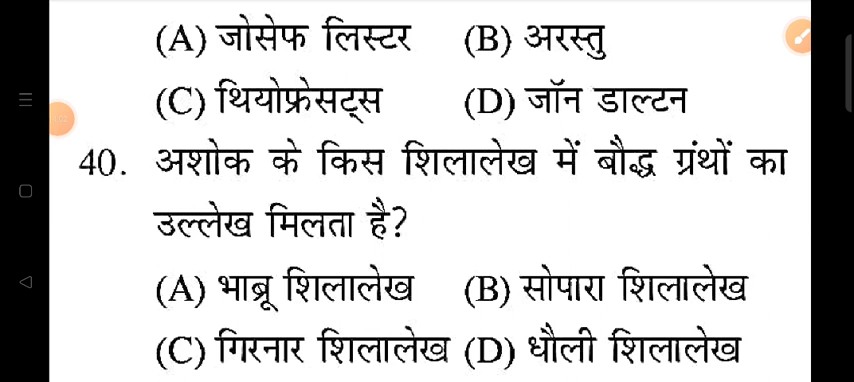 (A) जोसेफ लिस्टर (B) अरस्तु
(C) थियोफ्रेसट्स (D) जॉन डाल्टन
40. अशोक के किस शिलालेख में बौद्ध ग्रंथों का
उल्लेख मिलता है?
(A) भाब्रू शिलालेख (B) सोपारा शिलालेख
(C) गिरनार शिलालेख (D) धौली शिलालेख